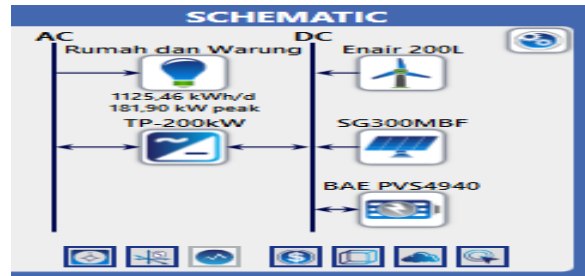 SCHEMATIC
AC
DC
Rumah dan Warung
Enair 200L
1125,46 kWh/d
181,90 kW peak
TP-200kW
SG300MBF
BAE PVS4940